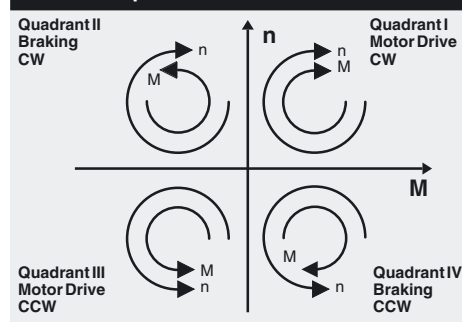 Quadrant II
Braking
CW
n
M
n
Quadrant I
Motor Drive
CW
n
M
M
Quadrant III
Motor Drive
CCW
M
n
M
n
Quadrant IV
Braking
CCW